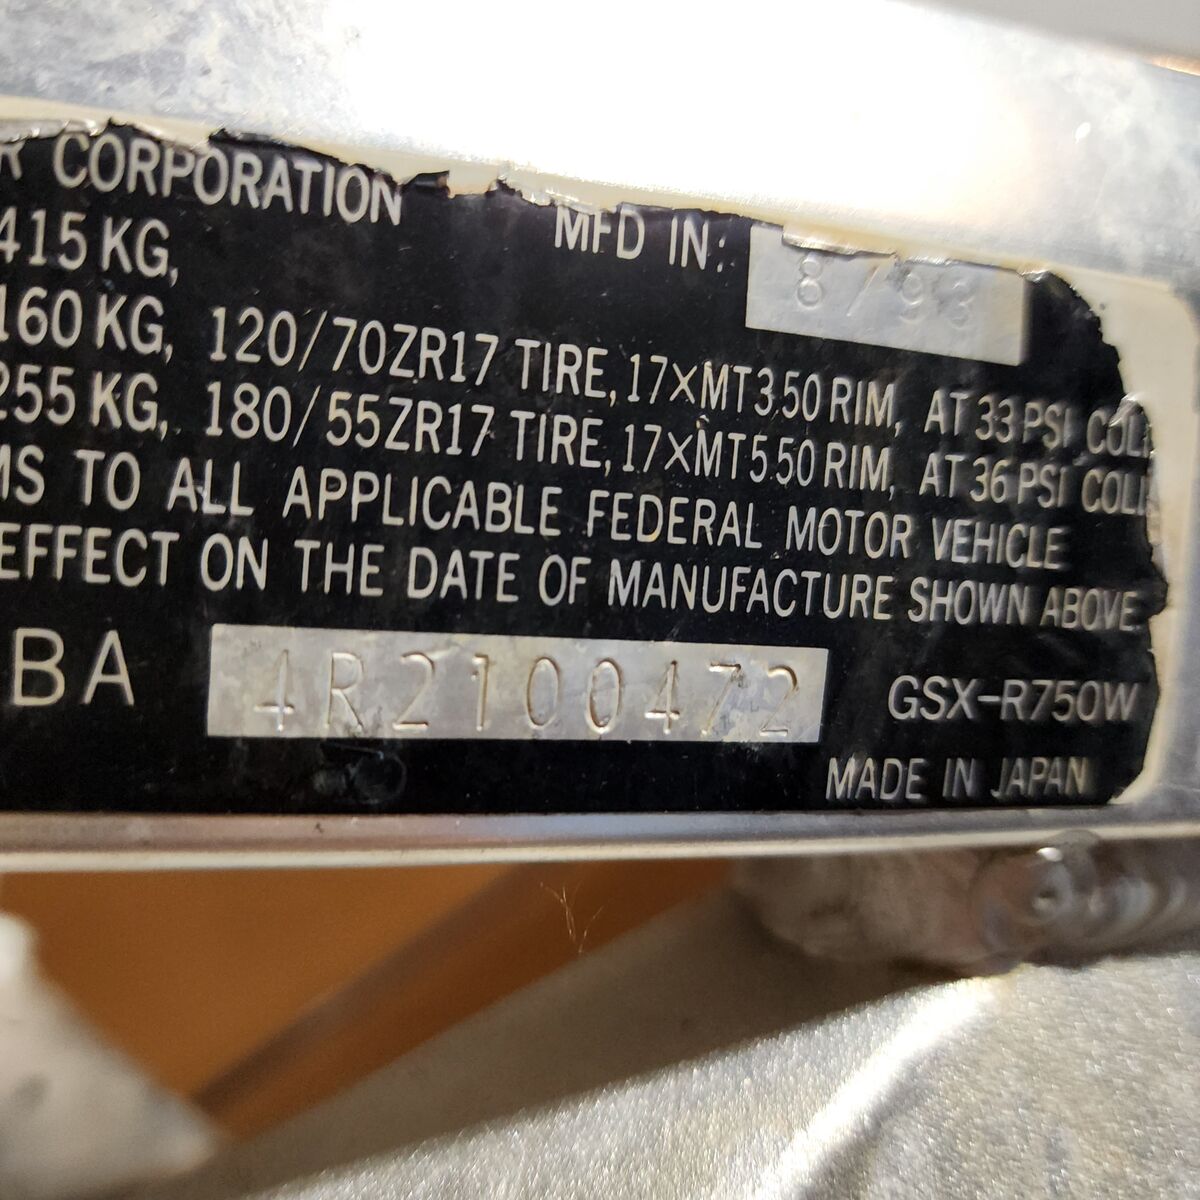 R CORPORATION MFD IN: 8/93
415 KG,
160 KG, 120/70ZR17 TIRE, 17×MT3.50 RIM, AT 33 PSI COL
255 KG, 180/55ZR17 TIRE, 17×MT5.50 RIM, AT 36 PSI COL
MS TO ALL APPLICABLE FEDERAL MOTOR VEHICLE
EFFECT ON THE DATE OF MANUFACTURE SHOWN ABOVE
BA 4R2100472 GSX-R750W
MADE IN JAPAN